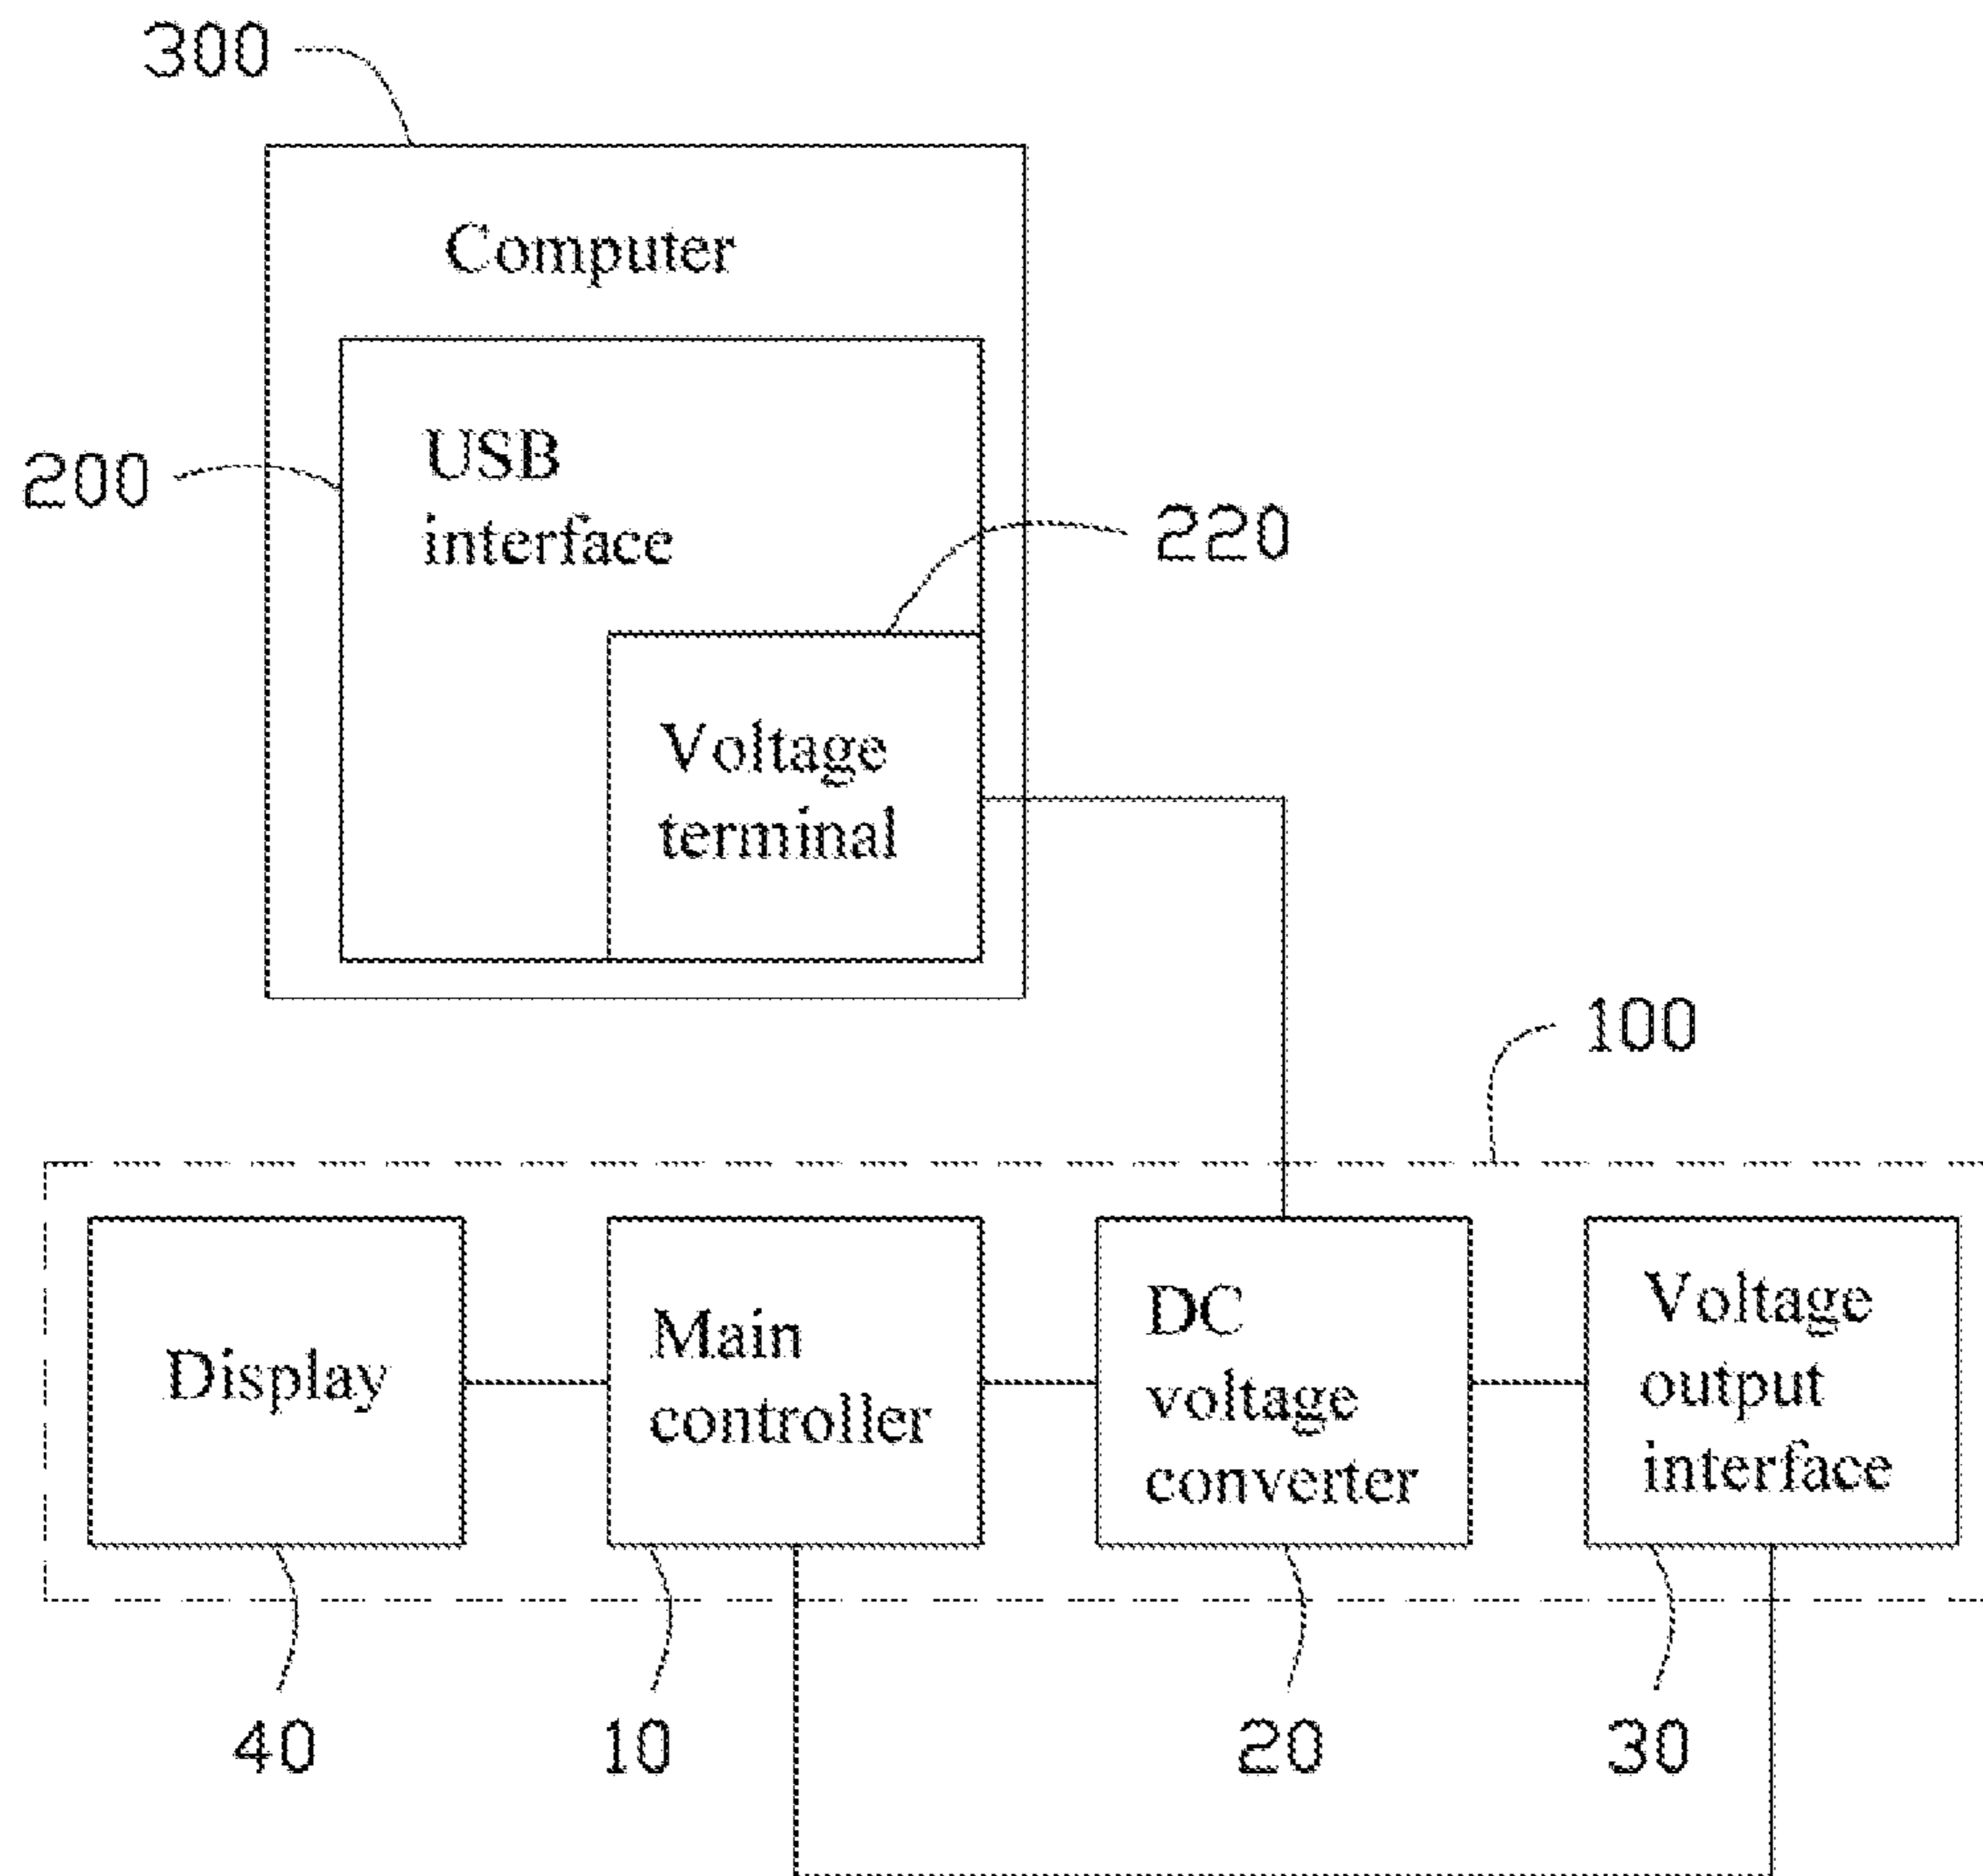 300
Computer
200
USB
interface
220
Voltage
terminal
100
Display
Main
controller
DC
voltage
converter
Voltage
output
interface
40
10
20
30